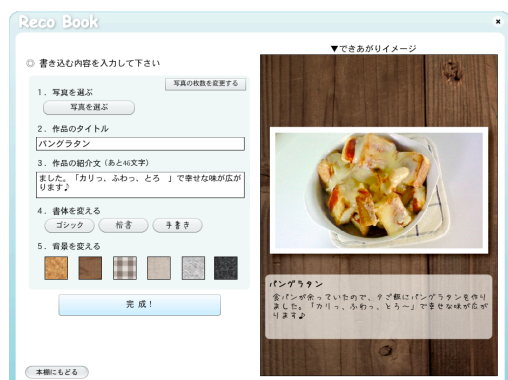 Reco Book
×
▼できあがりイメージ
◎ 書き込む内容を入力して下さい
写真の枚数を変更する
1．写真を選ぶ
写真を選ぶ
2．作品のタイトル
パングラタン
3．作品の紹介文（あと46文字）
ました。「カリっ、ふわっ、とろ　」で幸せな味が広が
ります♪
4．書体を変える
ゴシック
楷書
手書き
5．背景を変える
完 成！
本棚にもどる
パングラタン
食パンが余っていたので、夕ご飯にパングラタンを作り
ました。「カリっ、ふわっ、とろ～」で幸せな味が広が
ります♪